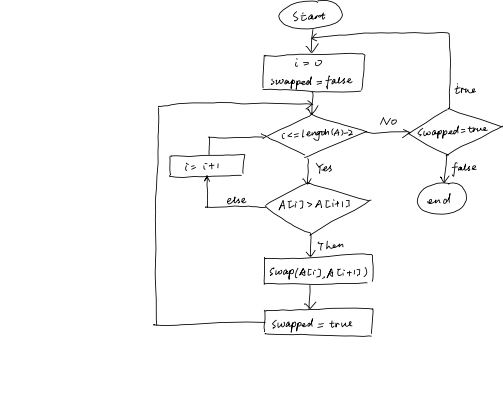 Start
i = 0
swapped = false
i <= length(A)-2
No
swapped = true
true
false
end
Yes
i = i+1
else
A[i] > A[i+1]
Then
Swap(A[i], A[i+1])
swapped = true